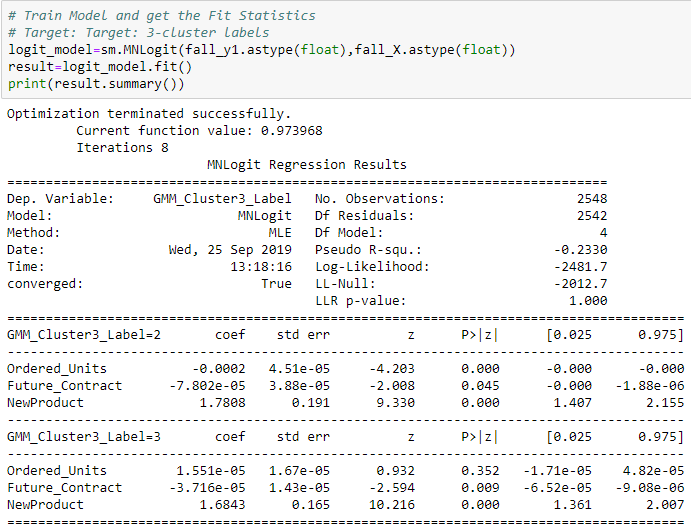 # Train Model and get the Fit Statistics
# Target: Target: 3-cluster labels
logit_model=sm.MNLogit(fall_y1.astype(float),fall_X.astype(float))
result=logit_model.fit()
print(result.summary())
Optimization terminated successfully.
         Current function value: 0.973968
         Iterations 8
                          MNLogit Regression Results
==============================================================================
Dep. Variable:     GMM_Cluster3_Label   No. Observations:                 2548
Model:                        MNLogit   Df Residuals:                     2542
Method:                           MLE   Df Model:                            4
Date:                Wed, 25 Sep 2019   Pseudo R-squ.:                 -0.2330
Time:                        13:18:16   Log-Likelihood:                -2481.7
converged:                       True   LL-Null:                       -2012.7
                                        LLR p-value:                     1.000
========================================================================================
GMM_Cluster3_Label=2       coef    std err          z      P>|z|      [0.025      0.975]
----------------------------------------------------------------------------------------
Ordered_Units           -0.0002   4.51e-05     -4.203      0.000      -0.000      -0.000
Future_Contract      -7.802e-05   3.88e-05     -2.008      0.045      -0.000   -1.88e-06
NewProduct               1.7808      0.191      9.330      0.000       1.407       2.155
----------------------------------------------------------------------------------------
GMM_Cluster3_Label=3       coef    std err          z      P>|z|      [0.025      0.975]
----------------------------------------------------------------------------------------
Ordered_Units         1.551e-05   1.67e-05      0.932      0.352   -1.71e-05    4.82e-05
Future_Contract      -3.716e-05   1.43e-05     -2.594      0.009   -6.52e-05   -9.08e-06
NewProduct               1.6843      0.165     10.216      0.000       1.361       2.007
========================================================================================